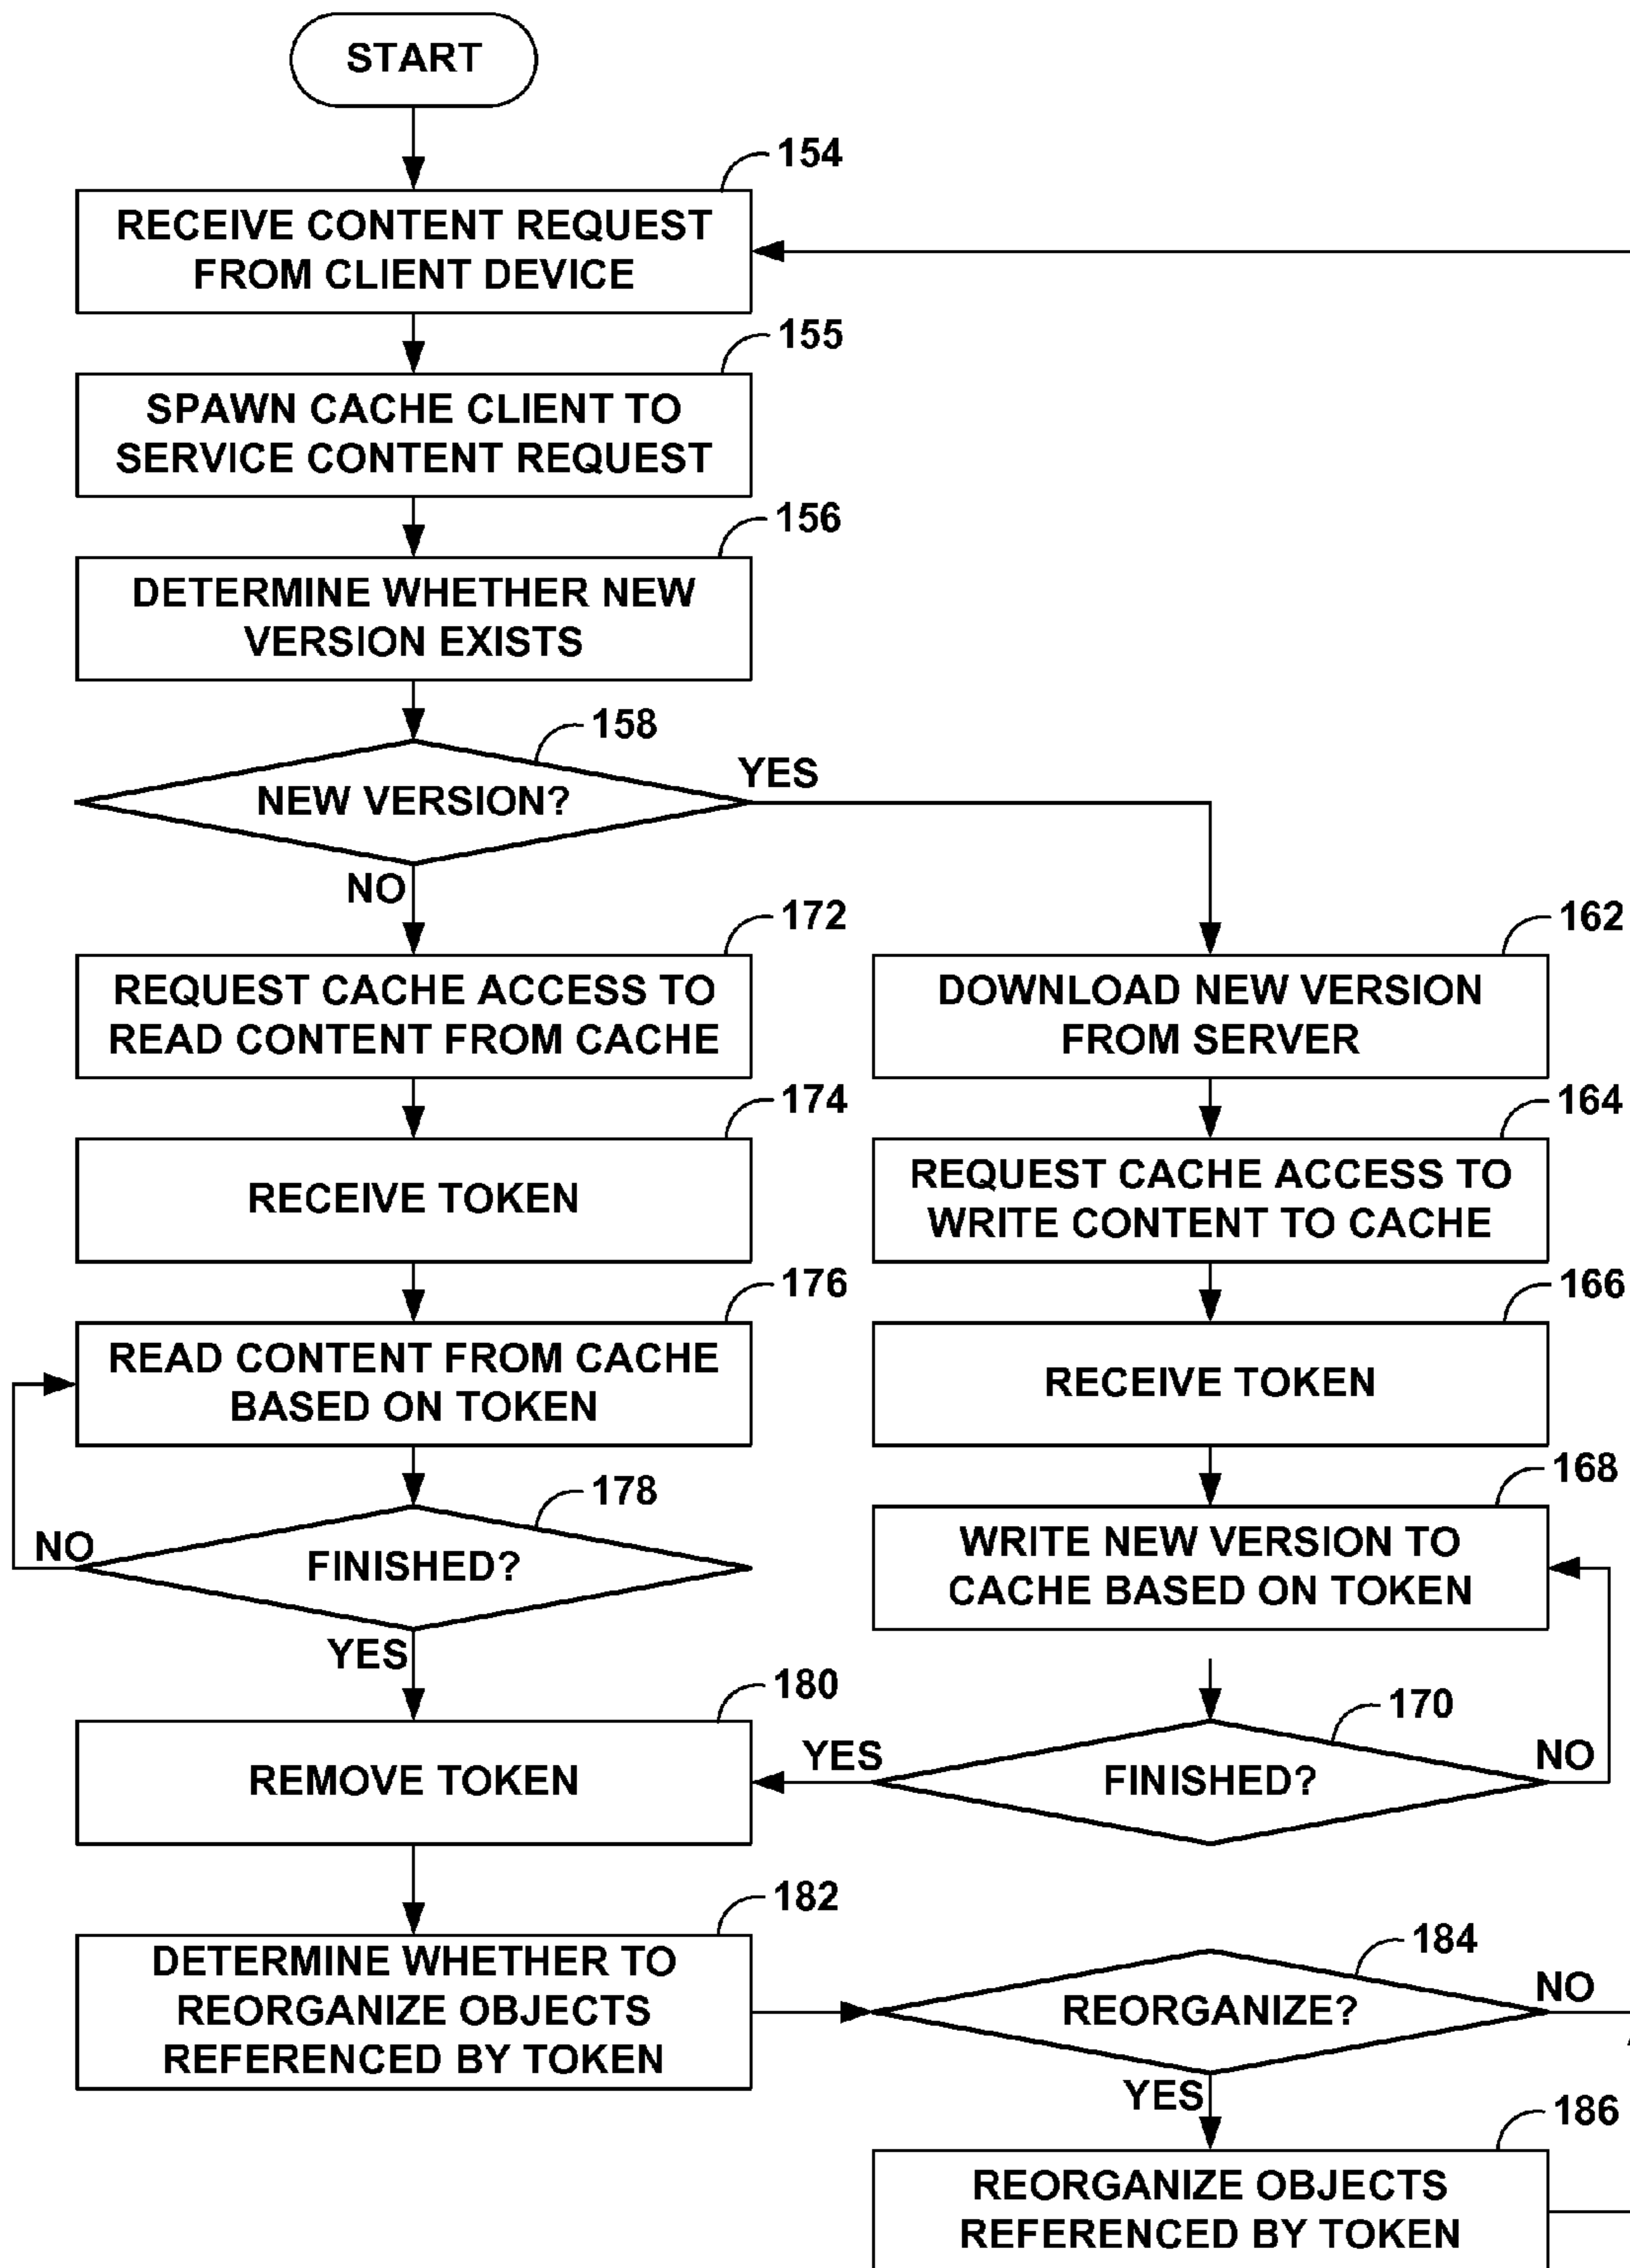 START
154
RECEIVE CONTENT REQUEST
FROM CLIENT DEVICE
155
SPAWN CACHE CLIENT TO
SERVICE CONTENT REQUEST
156
DETERMINE WHETHER NEW
VERSION EXISTS
158
NEW VERSION?
YES
NO
172
REQUEST CACHE ACCESS TO
READ CONTENT FROM CACHE
162
DOWNLOAD NEW VERSION
FROM SERVER
174
RECEIVE TOKEN
164
REQUEST CACHE ACCESS TO
WRITE CONTENT TO CACHE
176
READ CONTENT FROM CACHE
BASED ON TOKEN
166
RECEIVE TOKEN
178
FINISHED?
NO
YES
168
WRITE NEW VERSION TO
CACHE BASED ON TOKEN
170
FINISHED?
YES
NO
180
REMOVE TOKEN
182
DETERMINE WHETHER TO
REORGANIZE OBJECTS
REFERENCED BY TOKEN
184
REORGANIZE?
NO
YES
186
REORGANIZE OBJECTS
REFERENCED BY TOKEN